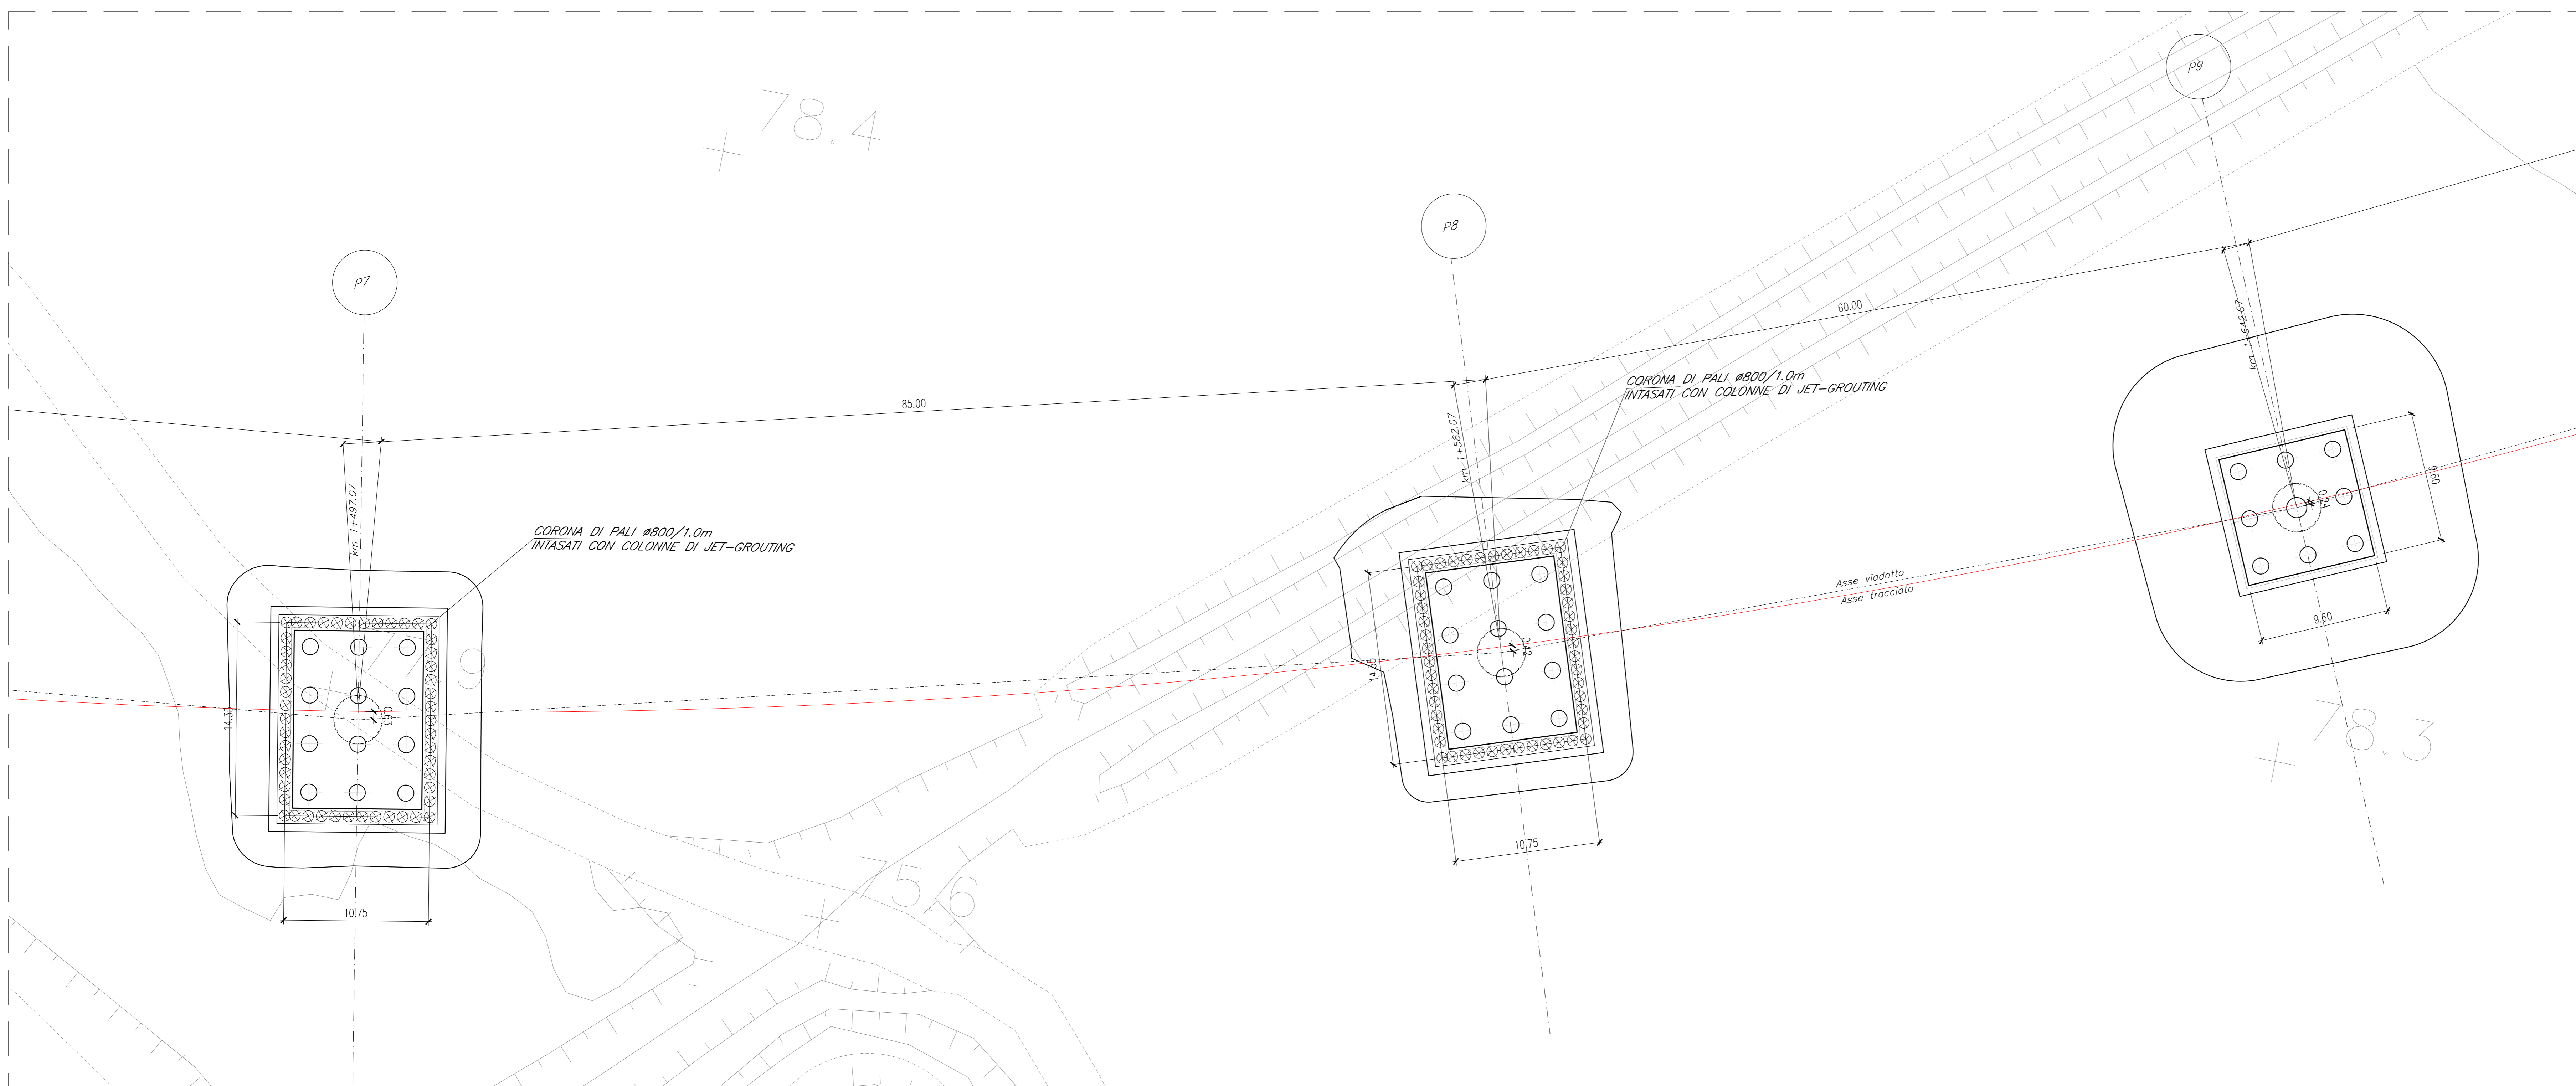 P9
78.4
P8
P7
60.00
km 1+642.07
CORONA DI PALI ø800/1.0m
INTASATI CON COLONNE DI JET-GROUTING
85.00
km 1+582.07
9.60
0.24
km 1+497.07
CORONA DI PALI ø800/1.0m
INTASATI CON COLONNE DI JET-GROUTING
Asse viadotto
Asse tracciato
9.60
0.42
0.63
14.35
78.3
10.75
75.6
10.75